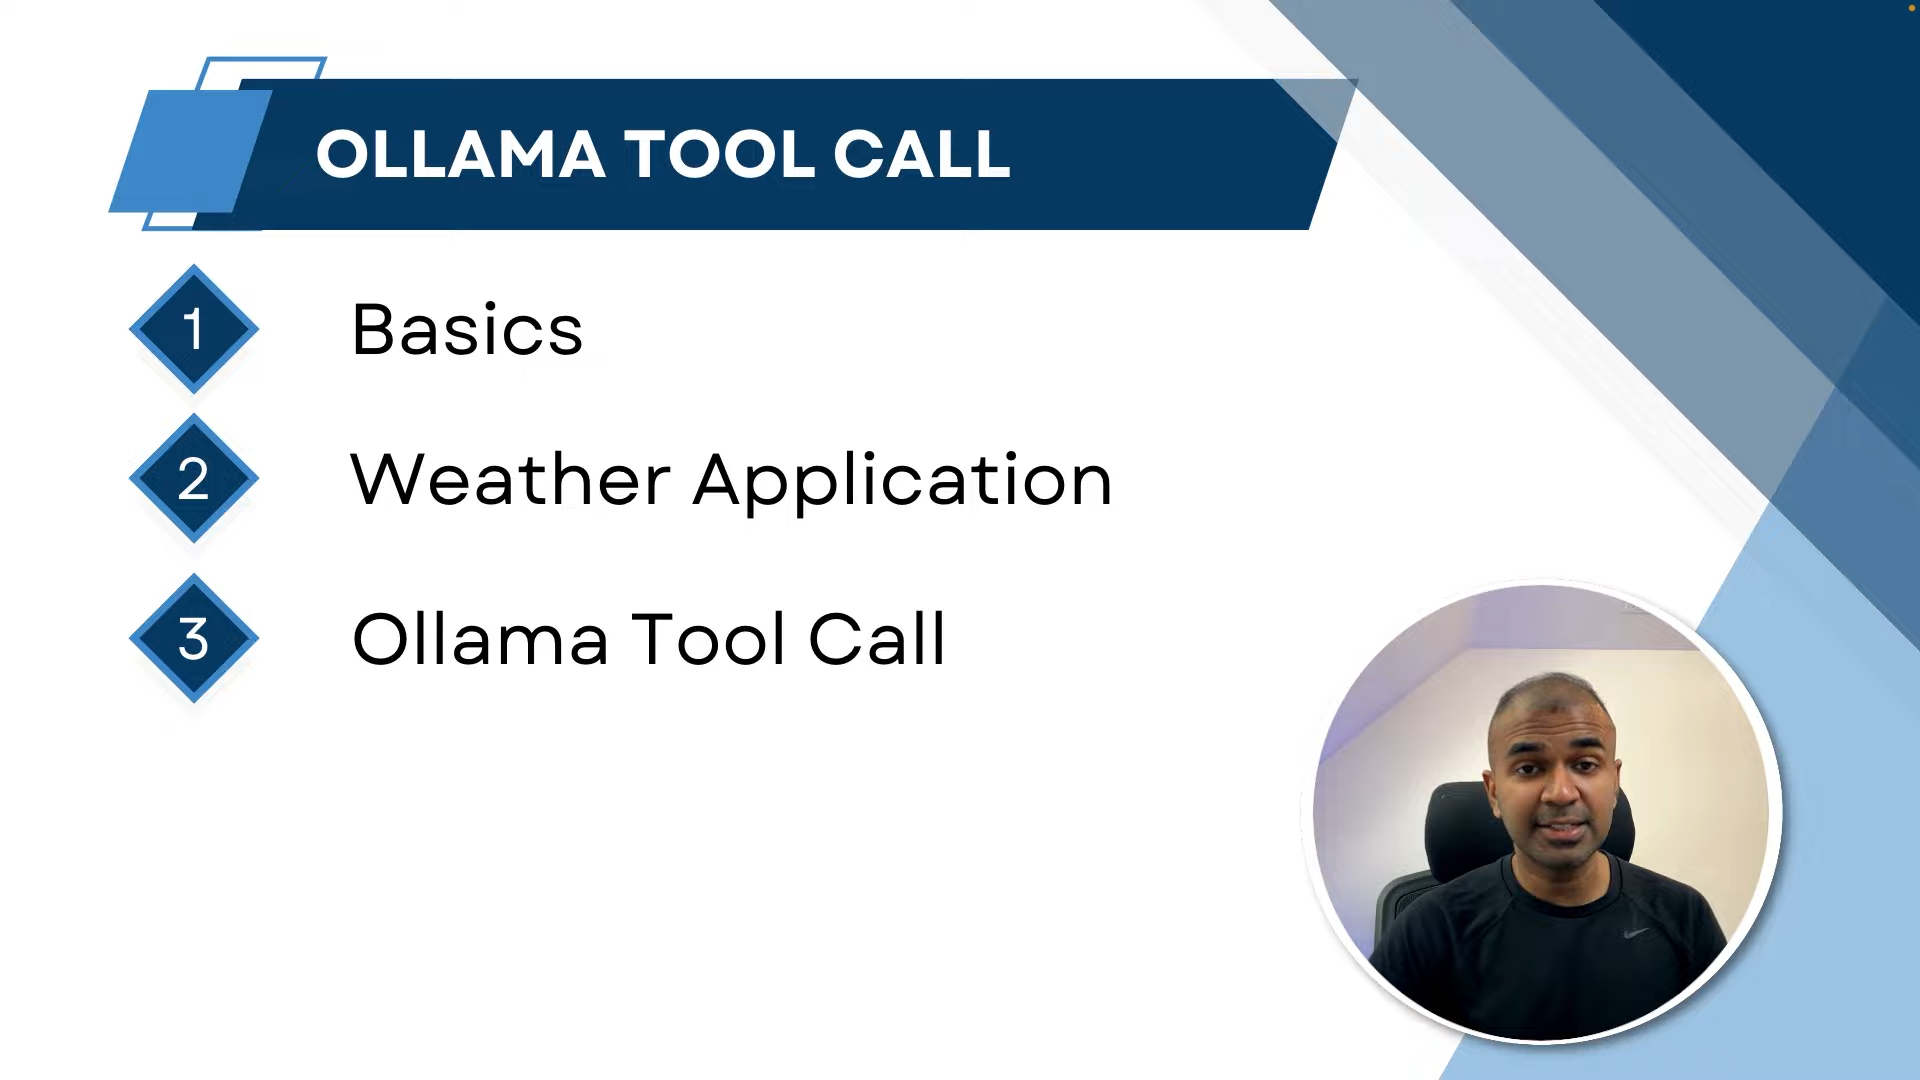 OLLAMA TOOL CALL
1 Basics
2 Weather Application
3 Ollama Tool Call